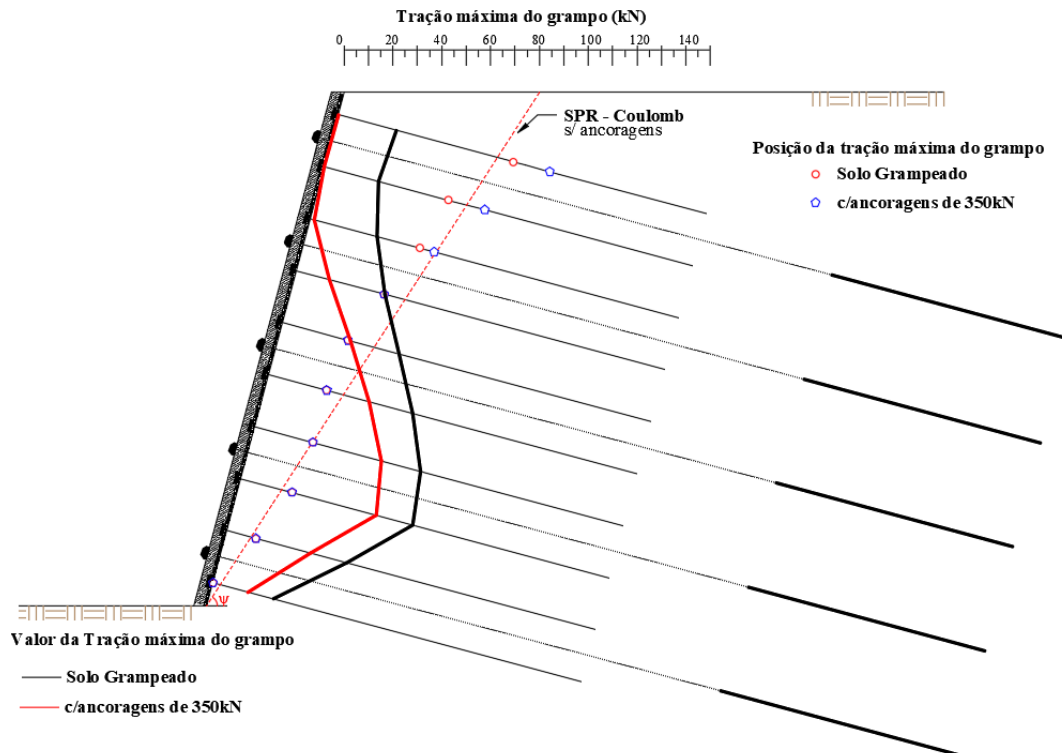 Tração máxima do grampo (kN)
0 20 40 60 80 100 120 140
SPR - Coulomb
s/ ancoragens
Posição da tração máxima do grampo
Solo Grampeado
c/ancoragens de 350kN
Ψ
Valor da Tração máxima do grampo
Solo Grampeado
c/ancoragens de 350kN